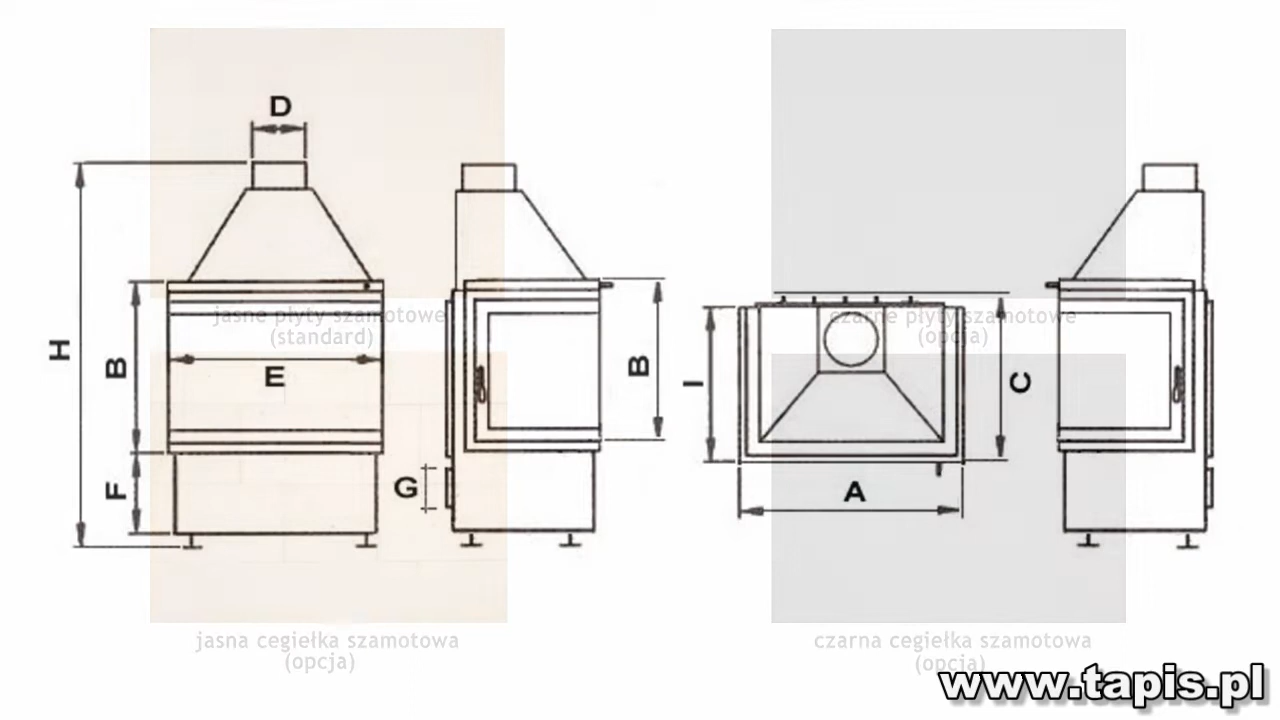 D
H
B
E
F
G
B
I
C
A
jasne płyty szamotowe
(standard)
czarne płyty szamotowe
(opcja)
jasna cegiełka szamotowa
(opcja)
czarna cegiełka szamotowa
(opcja)
www.tapis.pl